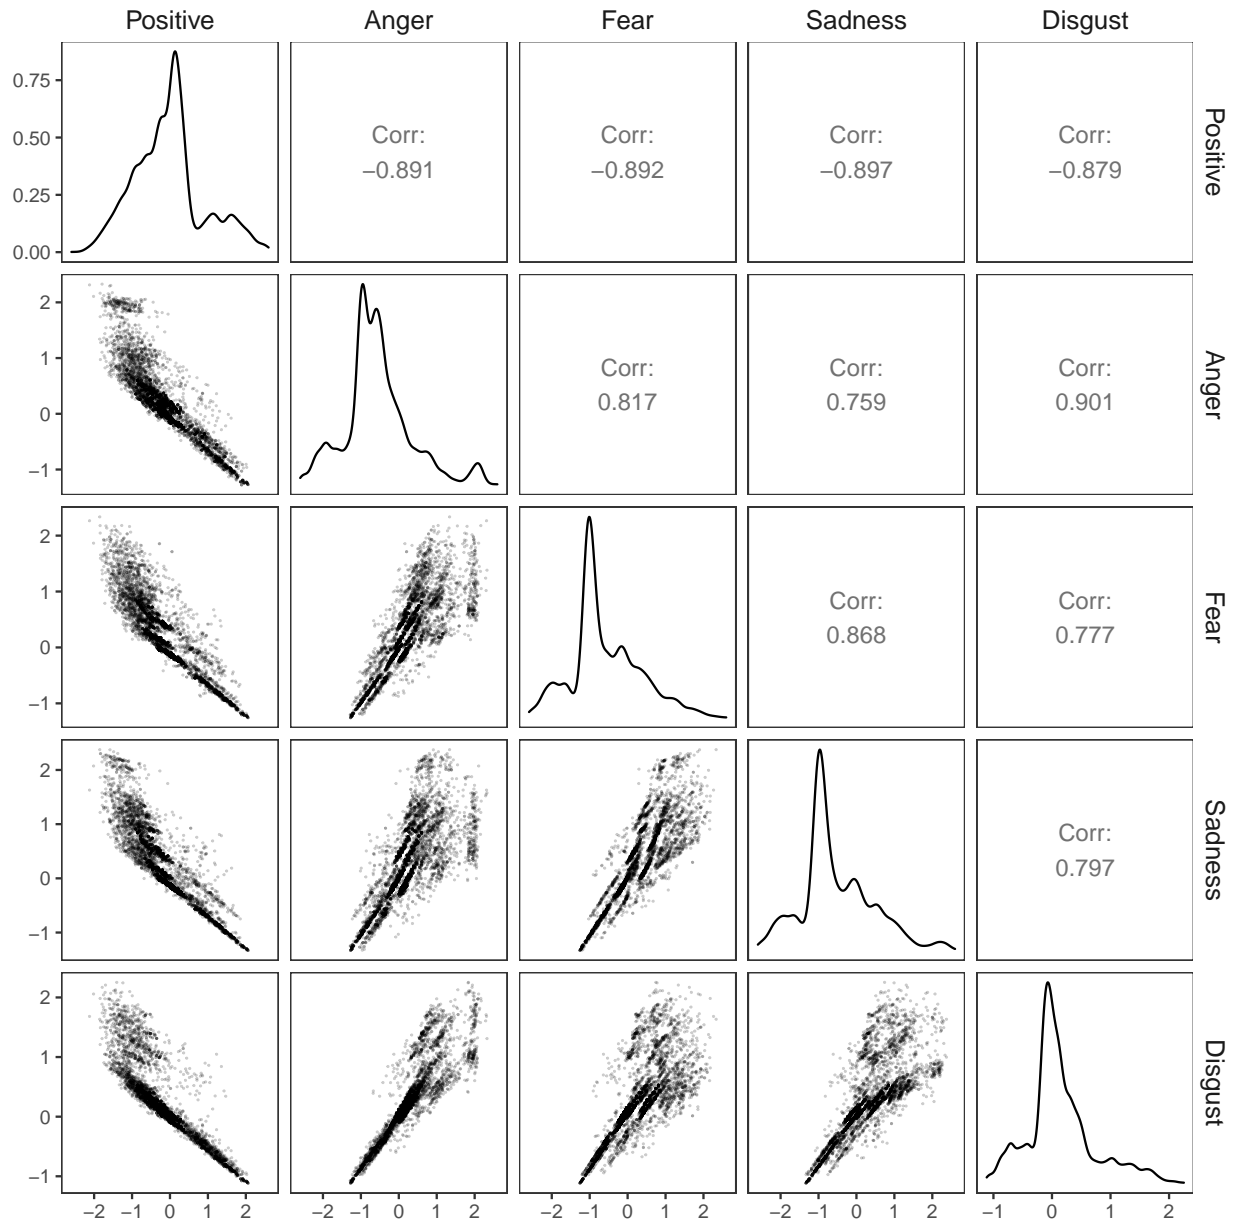 Positive Anger Fear Sadness Disgust
0.75
0.50
0.25
0.00
Corr:
−0.891
Corr:
−0.892
Corr:
−0.897
Corr:
−0.879
Positive
2
1
0
−1
Corr:
0.817
Corr:
0.759
Corr:
0.901
Anger
2
1
0
−1
Corr:
0.868
Corr:
0.777
Fear
2
1
0
−1
Corr:
0.797
Sadness
2
1
0
−1
Disgust
−2 −1 0 1 2 −2 −1 0 1 2 −2 −1 0 1 2 −2 −1 0 1 2 −1 0 1 2